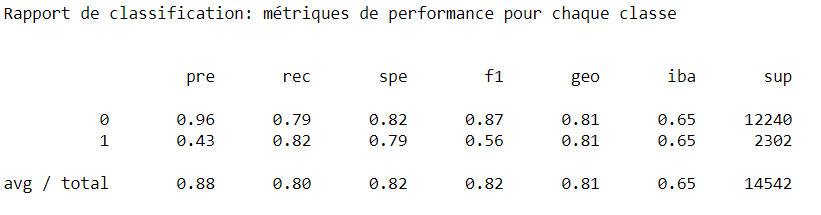 Rapport de classification: métriques de performance pour chaque classe
pre rec spe f1 geo iba sup
0 0.96 0.79 0.82 0.87 0.81 0.65 12240
1 0.43 0.82 0.79 0.56 0.81 0.65 2302
avg / total 0.88 0.80 0.82 0.82 0.81 0.65 14542